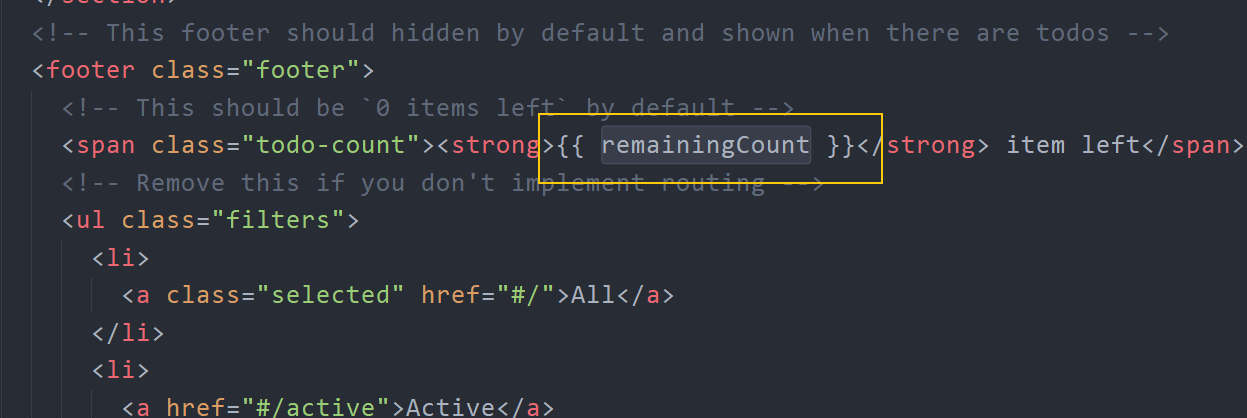 </section>
<!-- This footer should hidden by default and shown when there are todos -->
<footer class="footer">
<!-- This should be `0 items left` by default -->
<span class="todo-count"><strong>{{ remainingCount }}</strong> item left</span>
<!-- Remove this if you don't implement routing -->
<ul class="filters">
<li>
<a class="selected" href="#/">All</a>
</li>
<li>
<a href="#/active">Active</a>